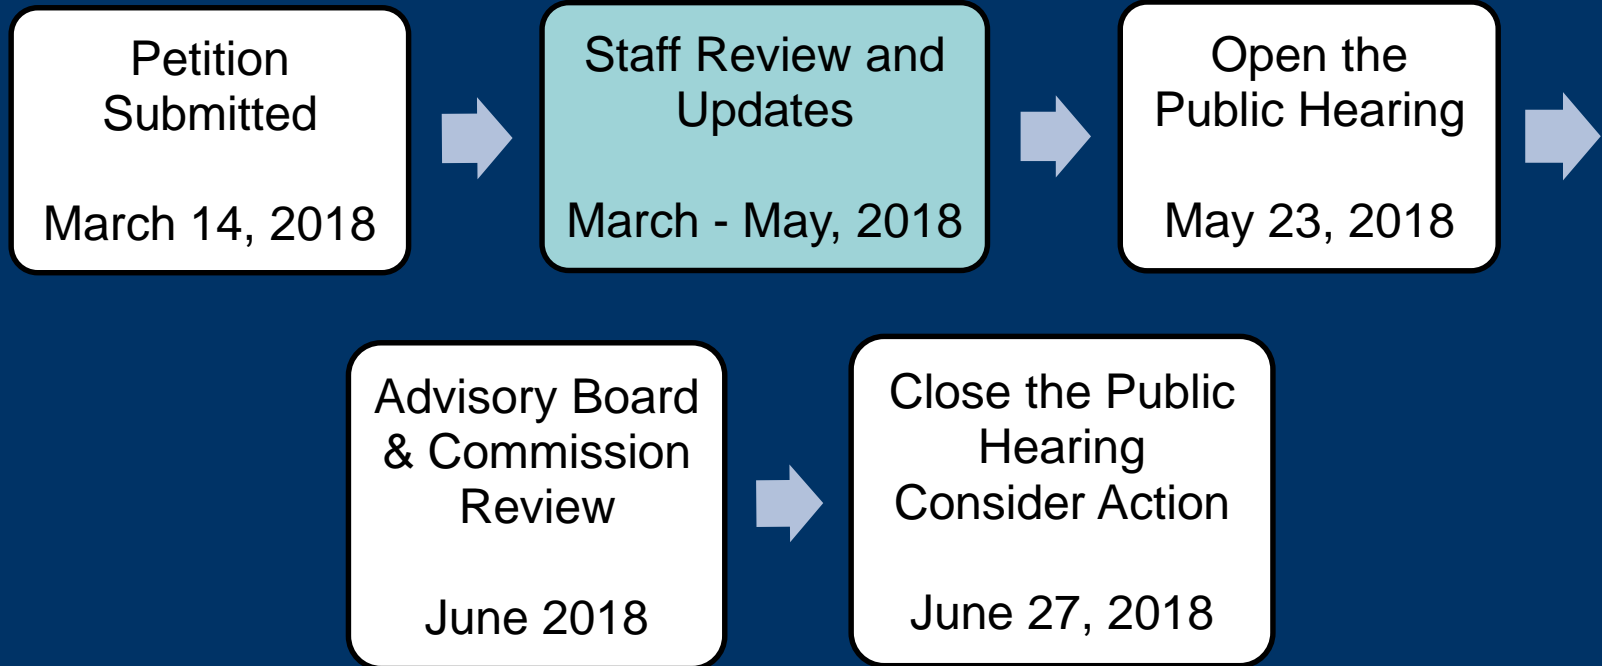 Petition
Submitted
March 14, 2018
Staff Review and
Updates
March - May, 2018
Open the
Public Hearing
May 23, 2018
Advisory Board
& Commission
Review
June 2018
Close the Public
Hearing
Consider Action
June 27, 2018